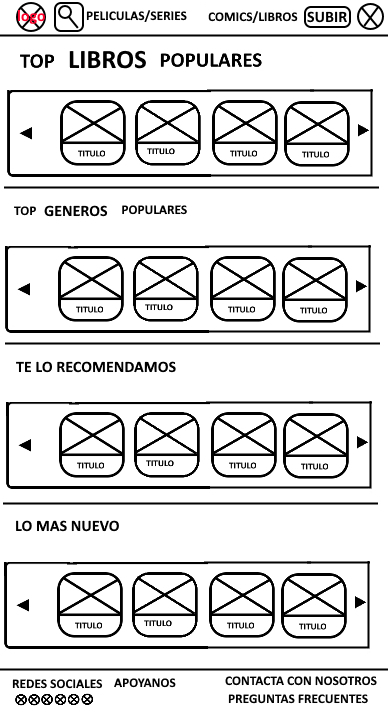 logo PELICULAS/SERIES COMICS/LIBROS SUBIR
TOP LIBROS POPULARES
TITULO TITULO TITULO TITULO
TOP GENEROS POPULARES
TITULO TITULO TITULO TITULO
TE LO RECOMENDAMOS
TITULO TITULO TITULO TITULO
LO MAS NUEVO
TITULO TITULO TITULO TITULO
REDES SOCIALES APOYANOS CONTACTA CON NOSOTROS
PREGUNTAS FRECUENTES